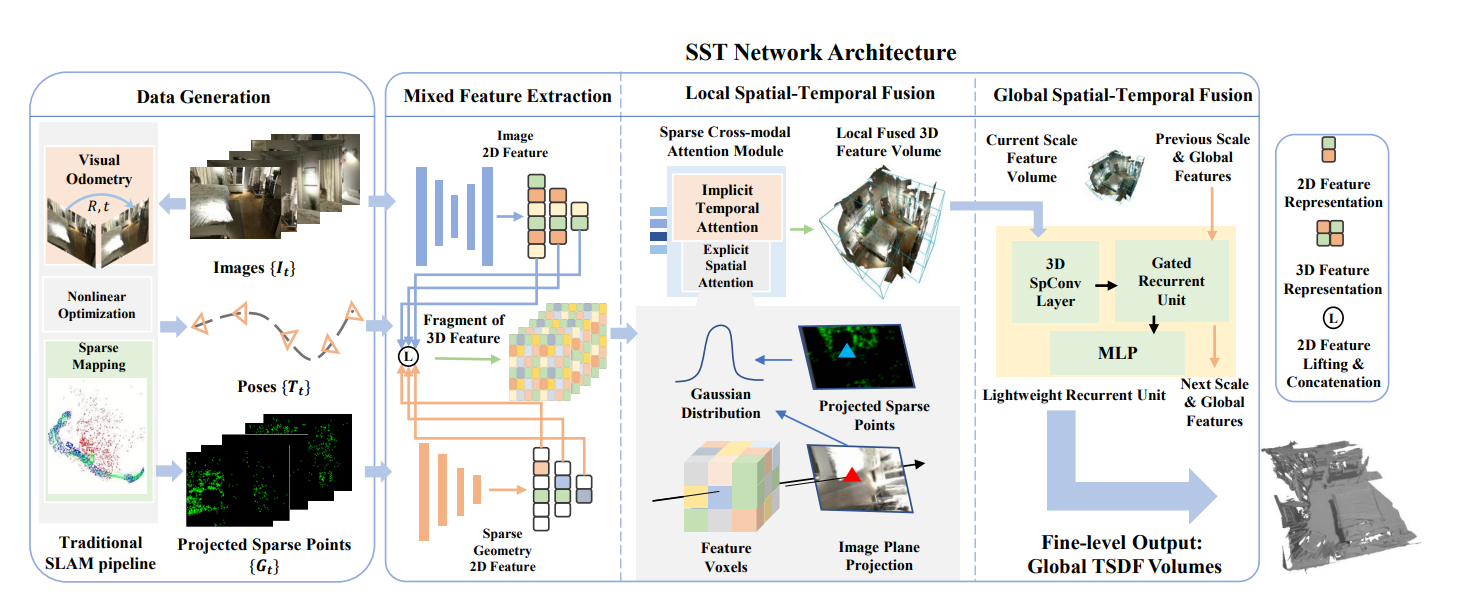 SST Network Architecture
Data Generation
Visual
Odometry
R, t
Nonlinear
Optimization
Sparse
Mapping
Traditional
SLAM pipeline
Images {I_t}
Poses {T_t}
Projected Sparse Points
{G_t}
Mixed Feature Extraction
Image
2D Feature
Fragment of
3D Feature
L
Sparse
Geometry
2D Feature
Local Spatial-Temporal Fusion
Sparse Cross-modal
Attention Module
Implicit
Temporal
Attention
Explicit
Spatial
Attention
Local Fused 3D
Feature Volume
Gaussian
Distribution
Projected Sparse
Points
Feature
Voxels
Image Plane
Projection
Global Spatial-Temporal Fusion
Current Scale
Feature
Volume
Previous Scale
& Global
Features
3D
SpConv
Layer
Gated
Recurrent
Unit
MLP
Lightweight Recurrent Unit
Next Scale
& Global
Features
Fine-level Output:
Global TSDF Volumes
2D Feature
Representation
3D Feature
Representation
L
2D Feature
Lifting &
Concatenation